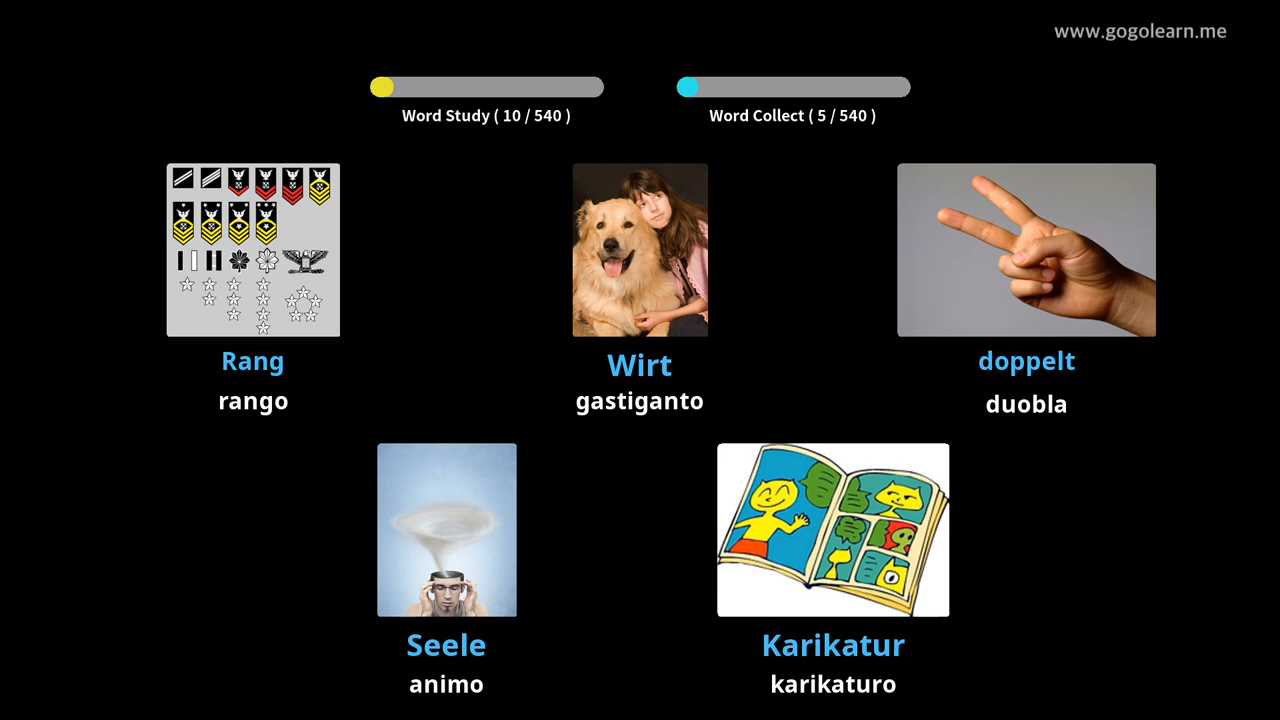 www.gogolearn.me
Word Study ( 10 / 540 )
Word Collect ( 5 / 540 )
Rang
rango
Wirt
gastiganto
doppelt
duobla
Seele
animo
Karikatur
karikaturo